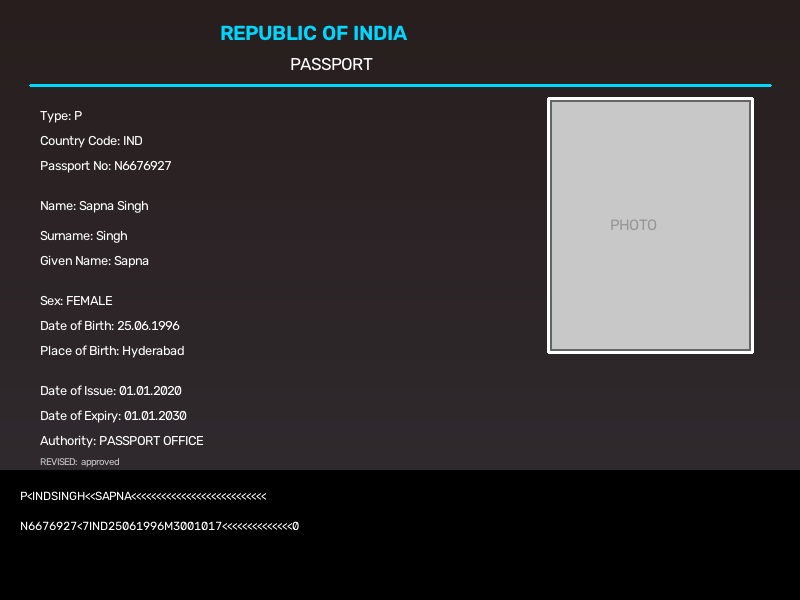 REPUBLIC OF INDIA
PASSPORT
Type: P
Country Code: IND
Passport No: N6676927
PHOTO
Name: Sapna Singh
Surname: Singh
Given Name: Sapna
Sex: FEMALE
Date of Birth: 25.06.1996
Place of Birth: Hyderabad
Date of Issue: 01.01.2020
Date of Expiry: 01.01.2030
Authority: PASSPORT OFFICE
REVISED: approved
P<INDSINGH<<SAPNA<<<<<<<<<<<<<<<<<<<<<<<<<<<
N6676927<7IND25061996M3001017<<<<<<<<<<<<<<0